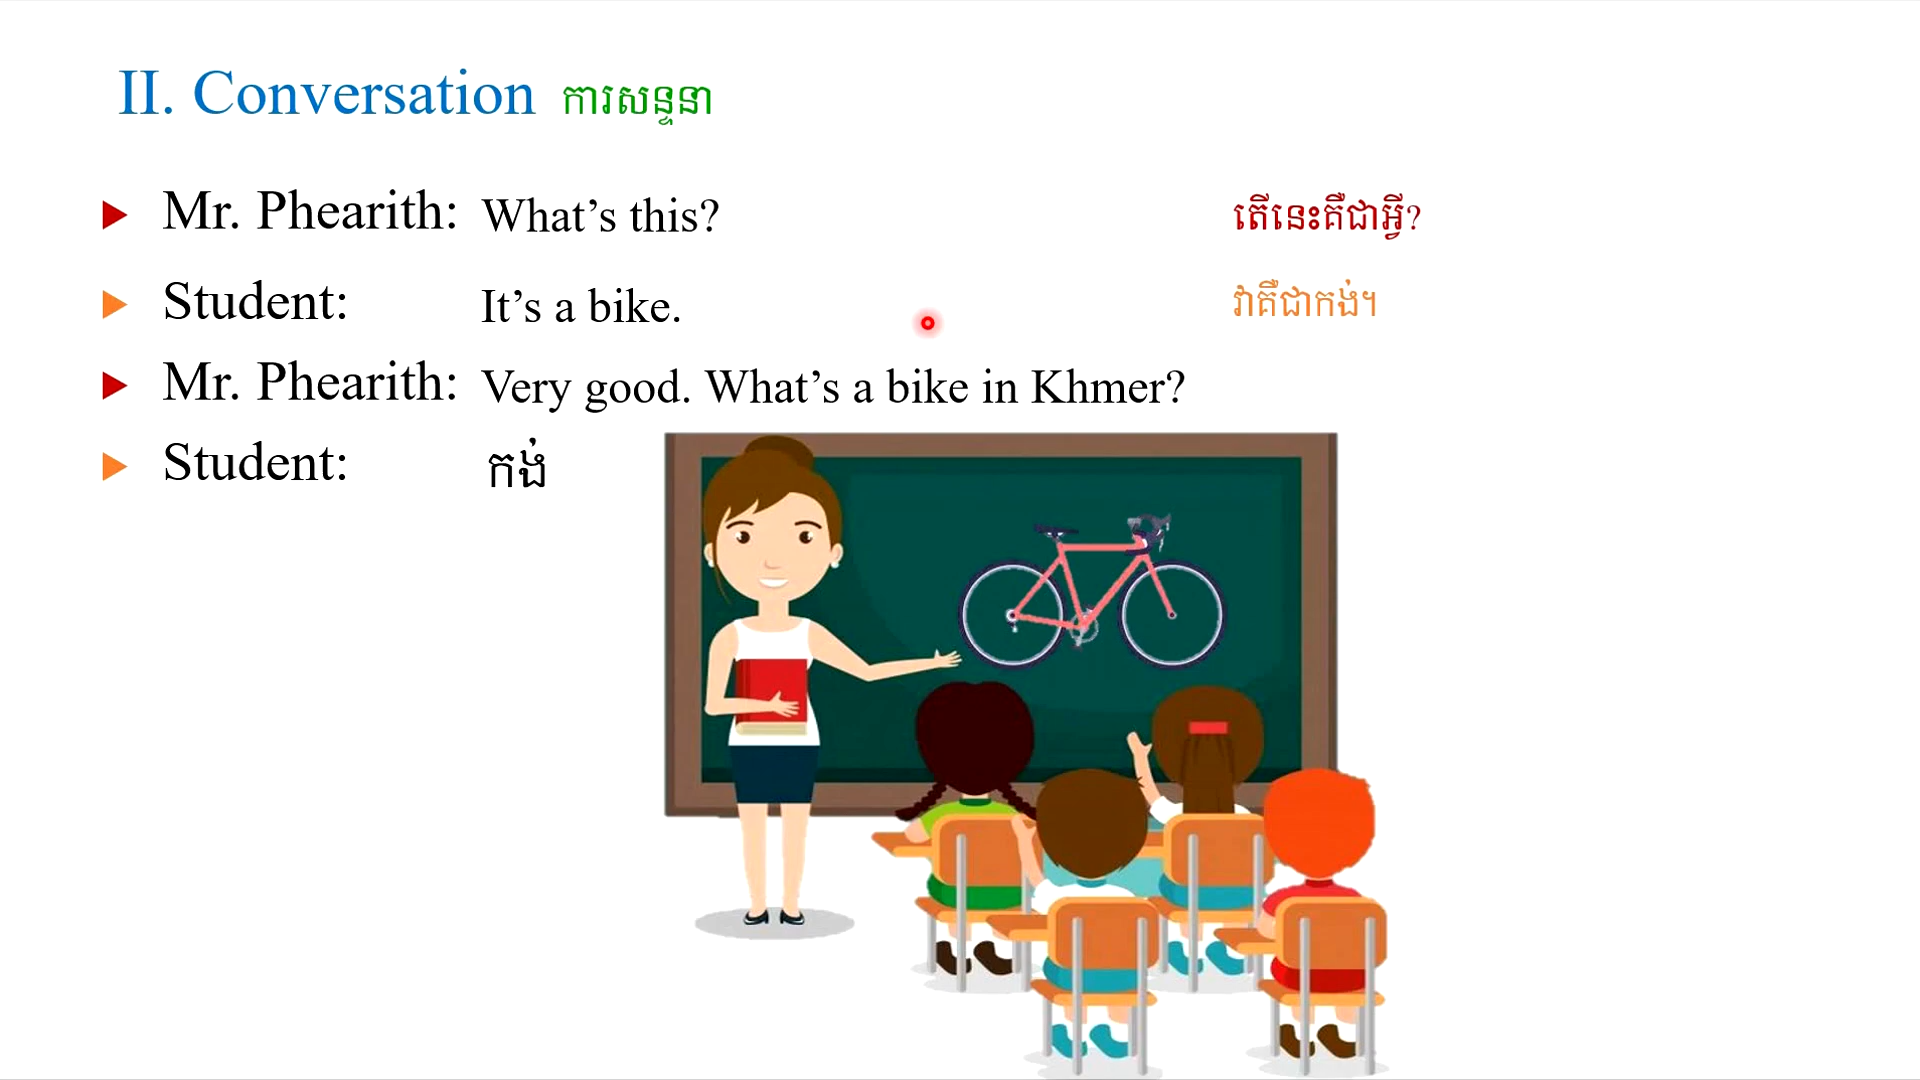 II. Conversation ការសន្ទនា
Mr. Phearith: What's this? តើនេះគឺជាអ្វី?
Student: It's a bike. វាគឺជាកង់។
Mr. Phearith: Very good. What's a bike in Khmer?
Student: កង់